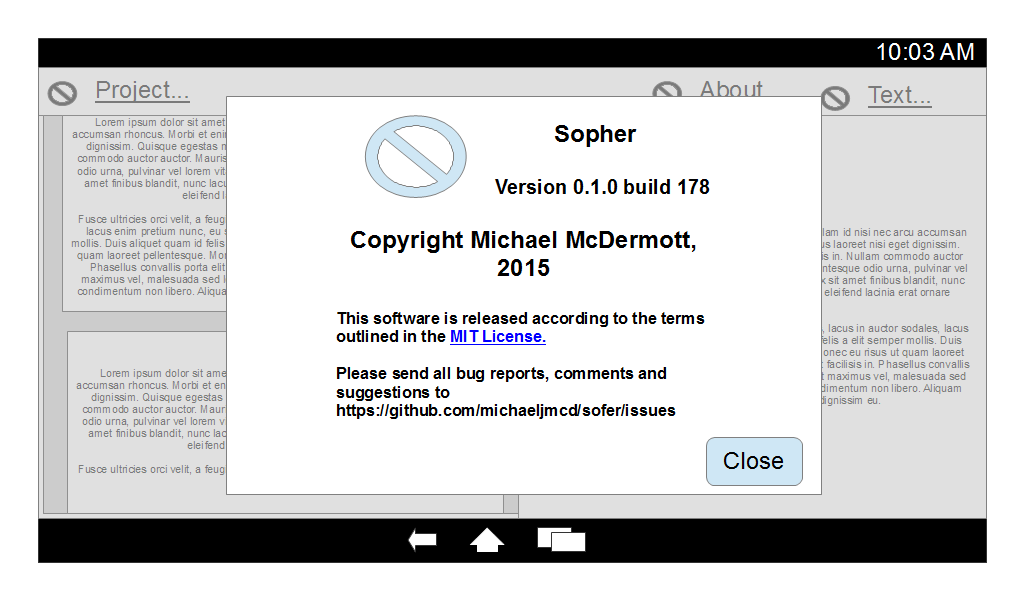 10:03 AM
Project...
About
Text...
Lorem ipsum dolor sit amet
accumsan rhoncus. Morbi et eni
dignissim. Quisque egestas
commodo auctor auctor. Mauris
odio urna, pulvinar vel lorem vit
amet finibus blandit, nunc lacu
eleifend
Fusce ultricies orci velit, a feug
lacus enim pretium nunc, eu
mollis. Duis aliquet quam id felis
quam laoreet pellentesque. Mor
Phasellus convallis porta elit
maximus vel, malesuada sed
condimentum non libero. Aliqua
Lorem ipsum dolor sit ame
accumsan rhoncus. Morbi et en
dignissim. Quisque egestas
commodo auctor auctor. Maur
odio urna, pulvinar vel lorem v
amet finibus blandit, nunc lac
eleifend
Fusce ultricies orci velit, a feug
Sopher
Version 0.1.0 build 178
Copyright Michael McDermott,
2015
This software is released according to the terms
outlined in the MIT License.
Please send all bug reports, comments and
suggestions to
https://github.com/michaeljmcd/sofer/issues
Close
lam id nisi nec arcu accumsan
us laoreet nisi eget dignissim.
is in. Nullam commodo auctor
ntesque odio urna, pulvinar vel
sit amet finibus blandit, nunc
eleifend lacinia erat ornare
, lacus in auctor sodales, lacus
felis a elit semper mollis. Duis
onec eu risus ut quam laoreet
facilisis in. Phasellus convallis
t maximus vel, malesuada sed
dimentum non libero. Aliquam
dignissim eu.